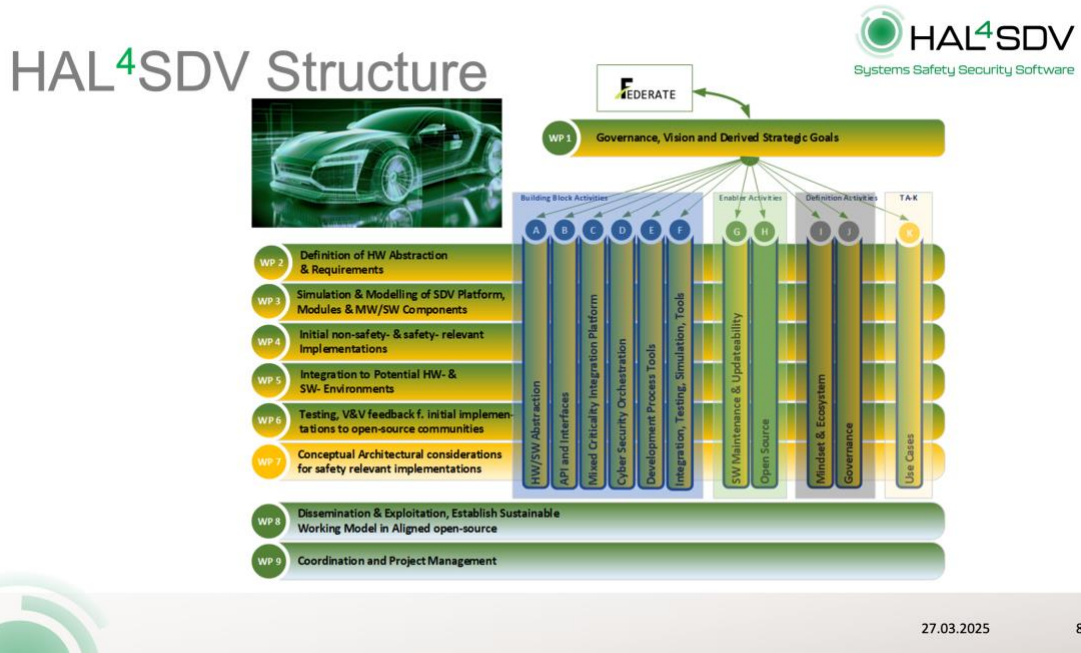 HAL4SDV
Systems Safety Security Software
HAL4SDV Structure
FEDERATE
WP 1
Governance, Vision and Derived Strategic Goals
Building Block Activities
Enabler Activities
Definition Activities
TA-K
A
B
C
D
E
F
G
H
I
J
K
WP 2
Definition of HW Abstraction
& Requirements
WP 3
Simulation & Modelling of SDV Platform,
Modules & MW/SW Components
WP 4
Initial non-safety- & safety- relevant
Implementations
WP 5
Integration to Potential HW- &
SW- Environments
WP 6
Testing, V&V feedback f. initial implemen-
tations to open-source communities
WP 7
Conceptual Architectural considerations
for safety relevant implementations
HW/SW Abstraction
API and Interfaces
Mixed Criticality Integration Platform
Cyber Security Orchestration
Development Process Tools
Integration, Testing, Simulation, Tools
SW Maintenance & Updateability
Open Source
Mindset & Ecosystem
Governance
Use Cases
WP 8
Dissemination & Exploitation, Establish Sustainable
Working Model in Aligned open-source
WP 9
Coordination and Project Management
27.03.2025
8